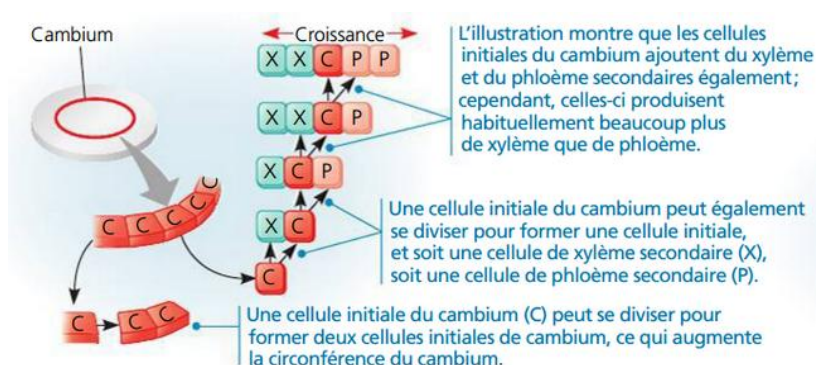 Cambium
Croissance
L'illustration montre que les cellules
initiales du cambium ajoutent du xylème
et du phloème secondaires également;
cependant, celles-ci produisent
habituellement beaucoup plus
de xylème que de phloème.
X X C P P
X X C P
X C P
X C
C
Une cellule initiale du cambium peut également
se diviser pour former une cellule initiale,
et soit une cellule de xylème secondaire (X),
soit une cellule de phloème secondaire (P).
C C C C C
C C C
Une cellule initiale du cambium (C) peut se diviser pour
former deux cellules initiales de cambium, ce qui augmente
la circonférence du cambium.